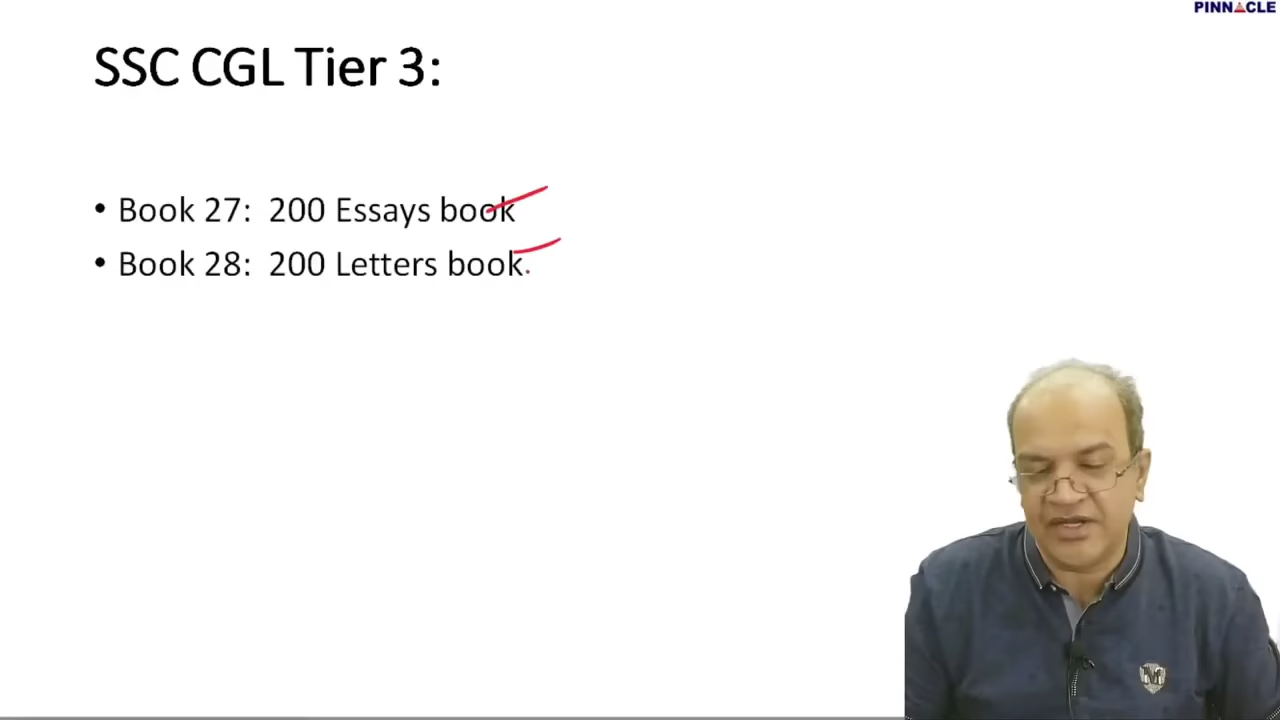 PINNACLE
SSC CGL Tier 3:
• Book 27: 200 Essays book
• Book 28: 200 Letters book.